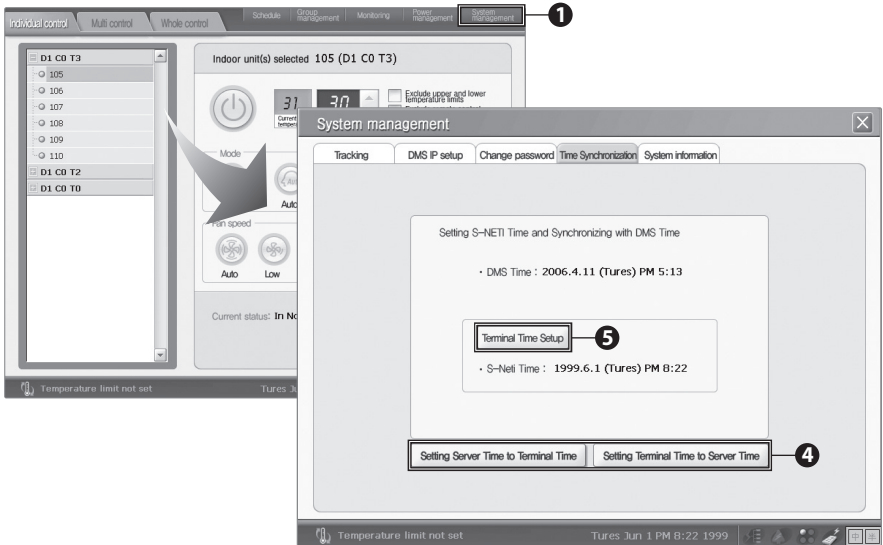 Individual control Multi control Whole control Schedule Group management Monitoring Power management System management 1
D1 C0 T3
105
106
107
108
109
110
D1 C0 T2
D1 C0 T0
Indoor unit(s) selected 105 (D1 C0 T3)
31 30
Exclude upper and lower temperature limits
Current
Mode
Auto
Fan speed
Auto Low
Current status: In No
Temperature limit not set Tures Ju
System management
Tracking DMS IP setup Change password Time Synchronization System information
Setting S-NETI Time and Synchronizing with DMS Time
• DMS Time : 2006.4.11 (Tures) PM 5:13
Terminal Time Setup 5
• S-Neti Time : 1999.6.1 (Tures) PM 8:22
Setting Server Time to Terminal Time Setting Terminal Time to Server Time 4
Temperature limit not set Tures Jun 1 PM 8:22 1999